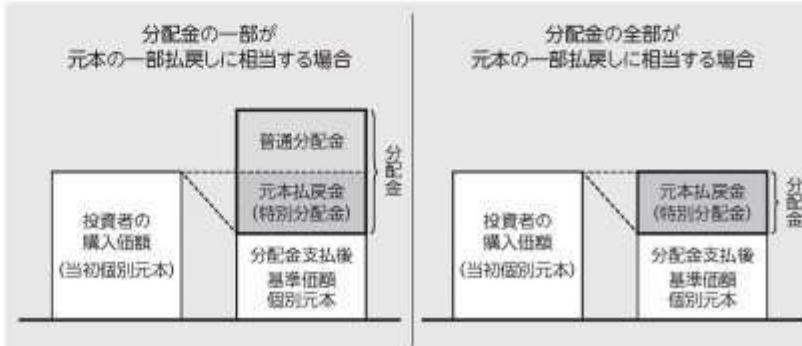 分配金の一部が
元本の一部払戻しに相当する場合
普通分配金
元本払戻金
(特別分配金)
分配金
投資者の
購入価額
(当初個別元本)
分配金支払後
基準価額
個別元本
分配金の全部が
元本の一部払戻しに相当する場合
元本払戻金
(特別分配金)
分配金
投資者の
購入価額
(当初個別元本)
分配金支払後
基準価額
個別元本